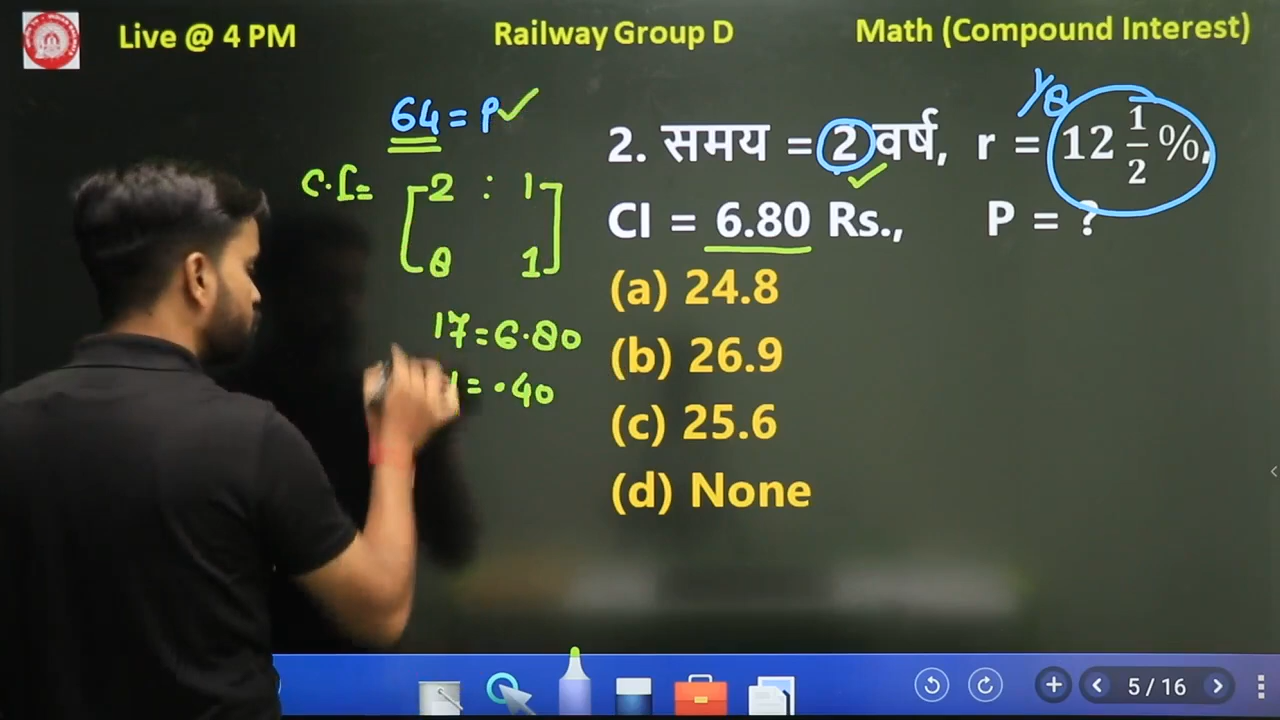 Live @ 4 PM
Railway Group D
Math (Compound Interest)
64 = P ✓
1/8
2. समय = 2 वर्ष, r = 12 1/2 %,
C.I = [2 : 1
8 1]
CI = 6.80 Rs., P = ?
17 = 6.80
1 = .40
(a) 24.8
(b) 26.9
(c) 25.6
(d) None
5 / 16